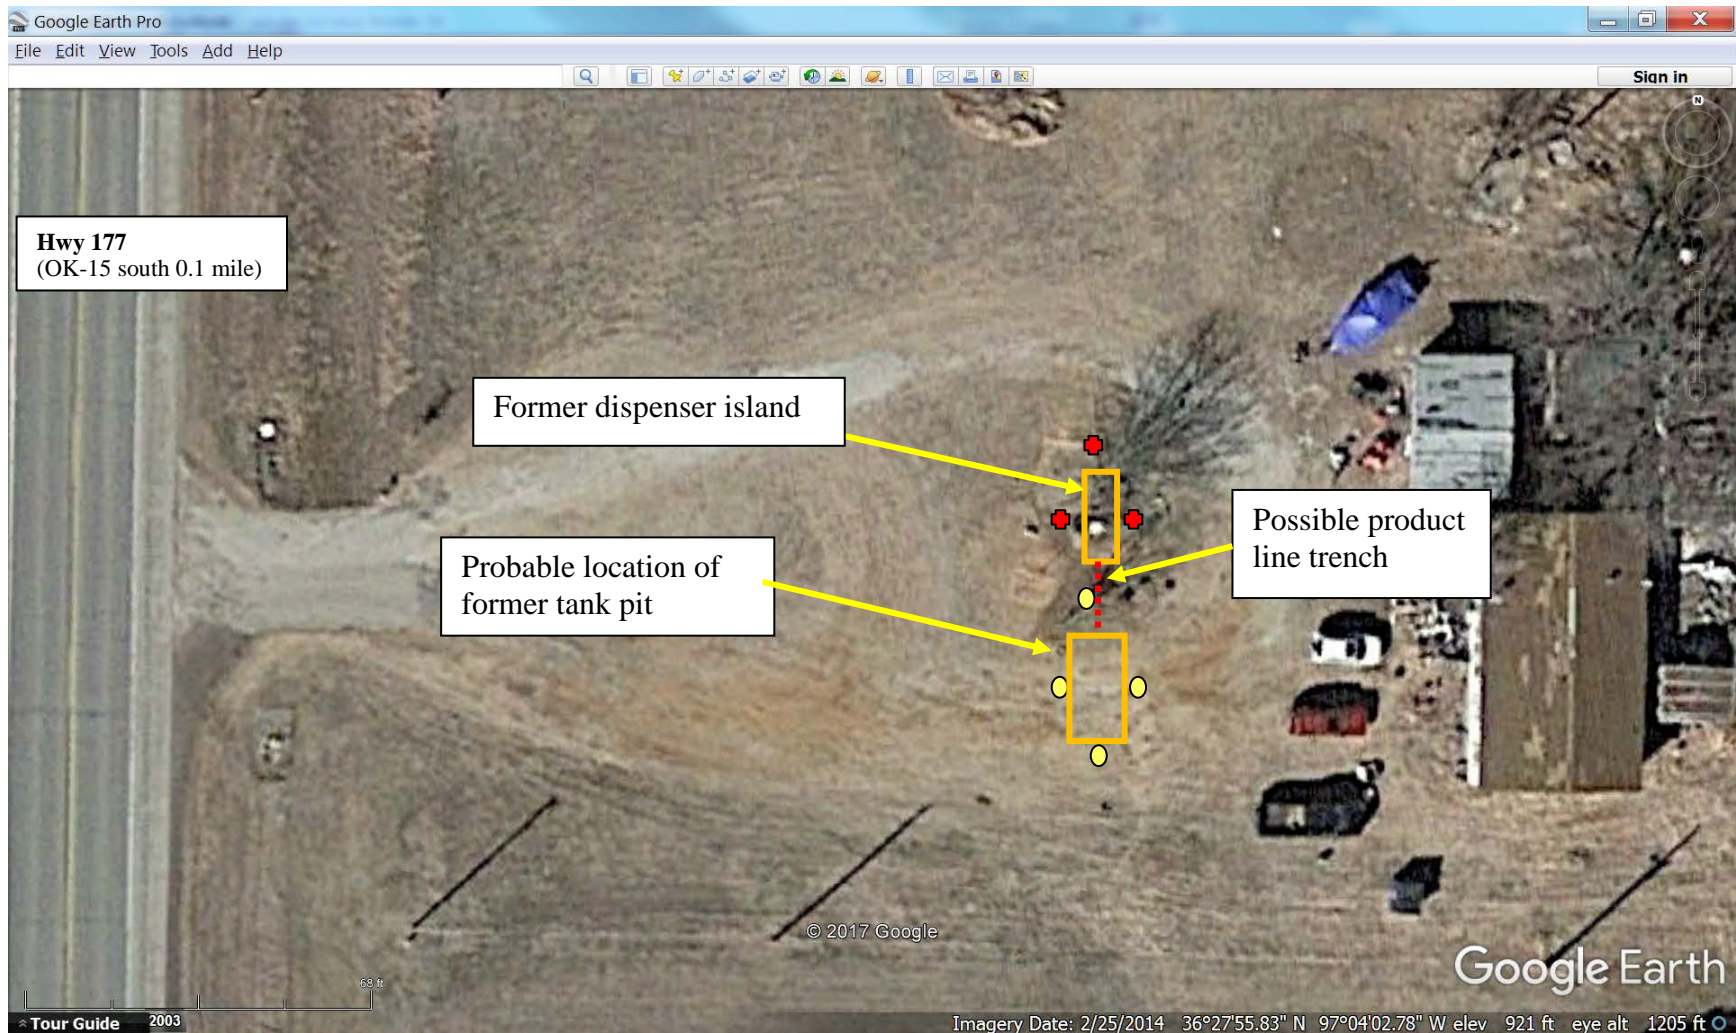 Google Earth Pro
File Edit View Tools Add Help
Sign in
N
Hwy 177
(OK-15 south 0.1 mile)
Former dispenser island
Possible product
line trench
Probable location of
former tank pit
© 2017 Google
Google Earth
68 ft
Tour Guide 2003
Imagery Date: 2/25/2014 36°27'55.83" N 97°04'02.78" W elev 921 ft eye alt 1205 ft